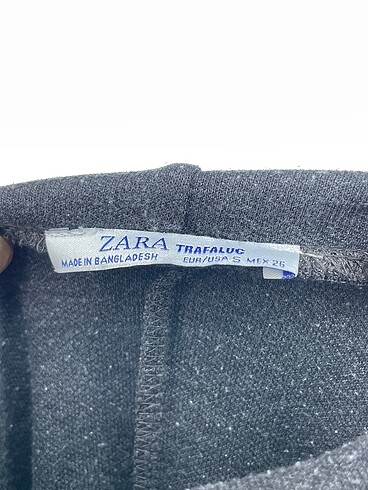 ZARA TRAFALUC
MADE IN BANGLADESH EUR/USA S MEX 26